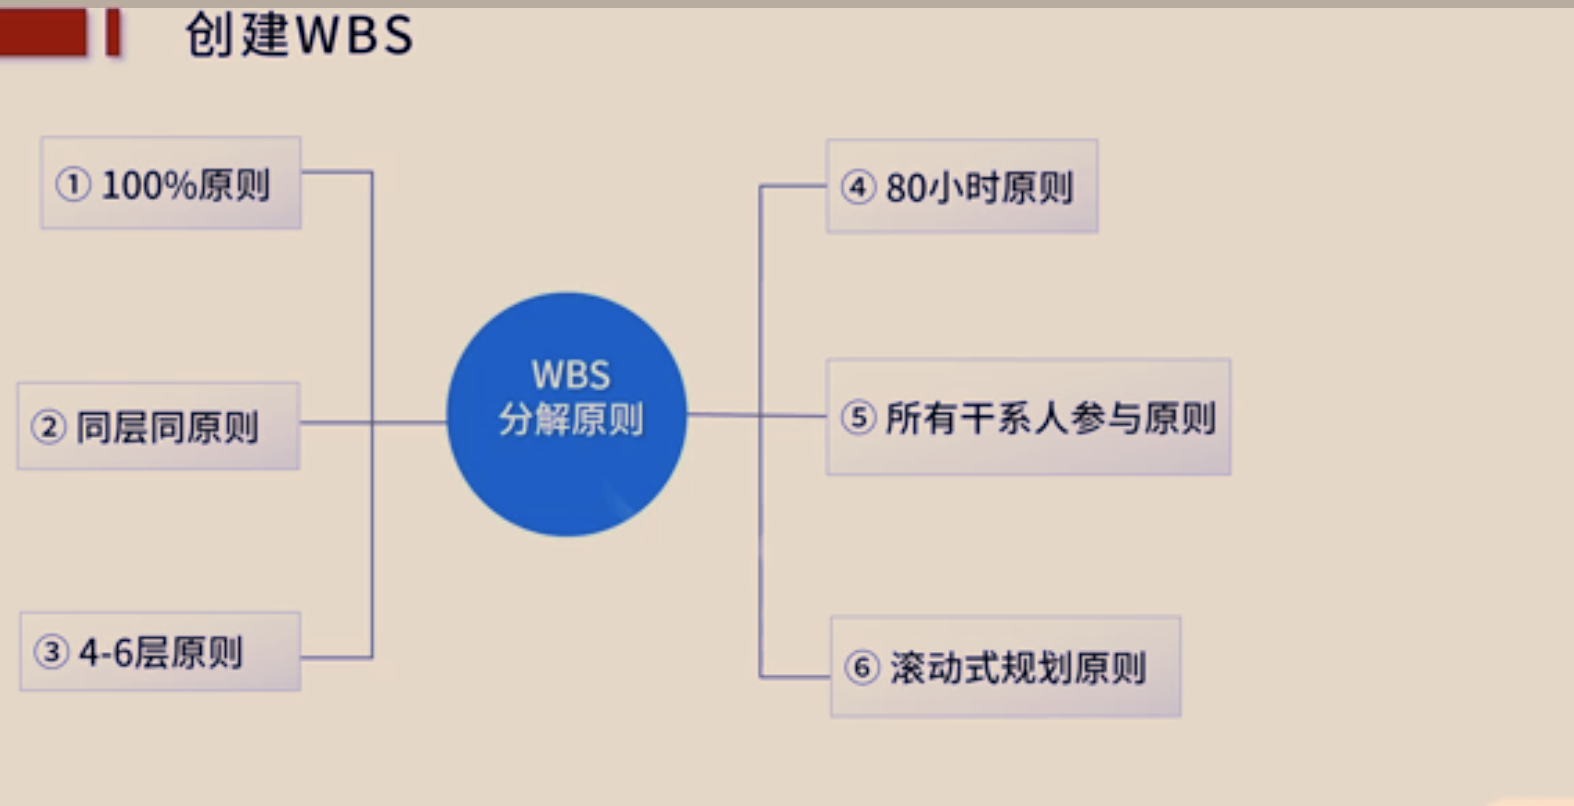 创建WBS
① 100%原则
② 同层同原则
③ 4-6层原则
WBS
分解原则
④ 80小时原则
⑤ 所有干系人参与原则
⑥ 滚动式规划原则